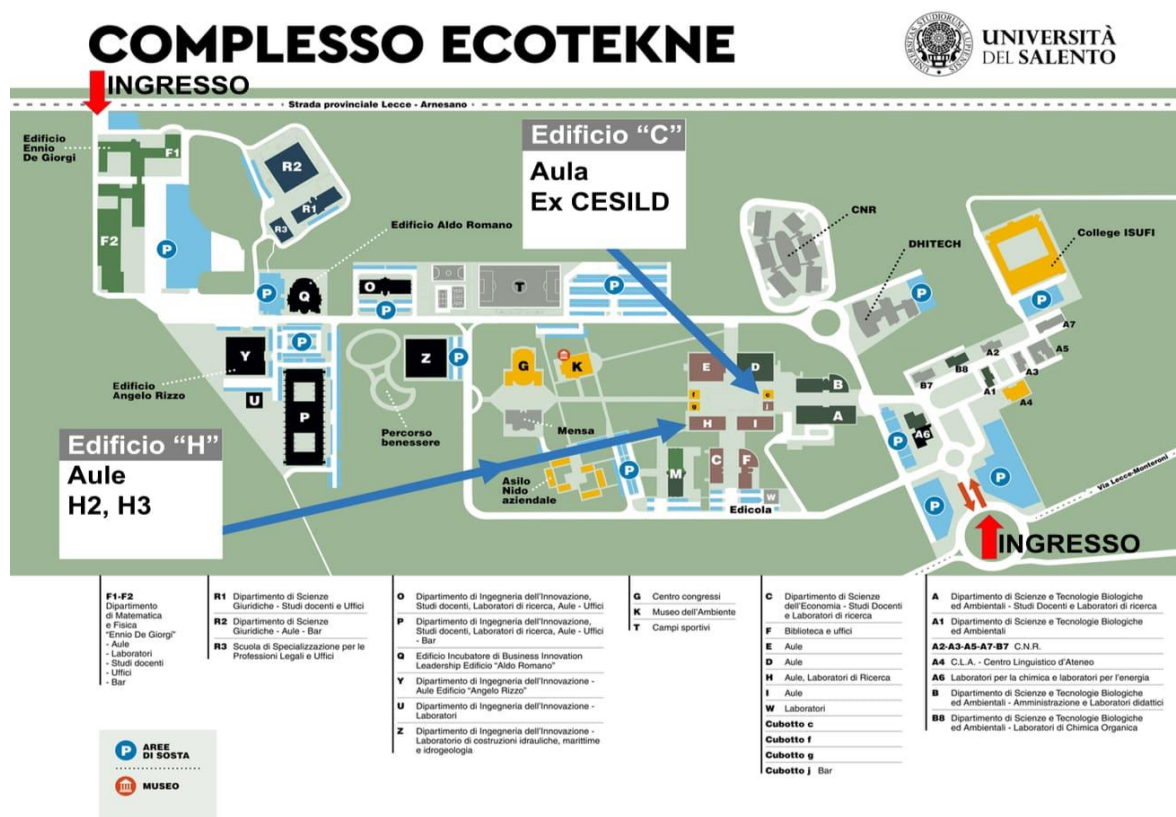 COMPLESSO ECOTEKNE
UNIVERSITÀ
DEL SALENTO
INGRESSO
Strada provinciale Lecce - Arnesano
Edificio
Ennio
De Giorgi
F1
F2
P
R2
R1
R3
Edificio "C"
Aula
Ex CESILD
Edificio Aldo Romano
CNR
DHITECH
College ISUFI
P
Q
O
P
T
P
P
P
A7
A5
A3
A2
A1
A4
B8
B7
Y
P
U
P
Z
P
Edificio
Angelo Rizzo
Percorso
benessere
G
K
Mensa
E
D
f
g
c
j
H
I
B
A
A6
P
Edificio "H"
Aule
H2, H3
Asilo
Nido
aziendale
P
M
C
F
W
Edicola
P
P
Via Lecce-Monteroni
INGRESSO
F1-F2
Dipartimento
di Matematica
e Fisica
"Ennio De Giorgi"
- Aule
- Laboratori
- Studi docenti
- Uffici
- Bar
R1 Dipartimento di Scienze
Giuridiche - Studi docenti e Uffici
R2 Dipartimento di Scienze
Giuridiche - Aule - Bar
R3 Scuola di Specializzazione per le
Professioni Legali e Uffici
O Dipartimento di Ingegneria dell'Innovazione,
Studi docenti, Laboratori di ricerca, Aule - Uffici
P Dipartimento di Ingegneria dell'Innovazione,
Studi docenti, Laboratori di ricerca, Aule - Uffici
- Bar
Q Edificio Incubatore di Business Innovation
Leadership Edificio "Aldo Romano"
Y Dipartimento di Ingegneria dell'Innovazione -
Aule Edificio "Angelo Rizzo"
U Dipartimento di Ingegneria dell'Innovazione -
Laboratori
Z Dipartimento di Ingegneria dell'Innovazione -
Laboratorio di costruzioni idrauliche, marittime
e idrogeologia
G Centro congressi
K Museo dell'Ambiente
T Campi sportivi
C Dipartimento di Scienze
dell'Economia - Studi Docenti
e Laboratori di ricerca
F Biblioteca e uffici
E Aule
D Aule
H Aule, Laboratori di Ricerca
I Aule
W Laboratori
Cubotto c
Cubotto f
Cubotto g
Cubotto j Bar
A Dipartimento di Scienze e Tecnologie Biologiche
ed Ambientali - Studi Docenti e Laboratori di ricerca
A1 Dipartimento di Scienze e Tecnologie Biologiche
ed Ambientali
A2-A3-A5-A7-B7 C.N.R.
A4 C.L.A. - Centro Linguistico d'Ateneo
A6 Laboratori per la chimica e laboratori per l'energia
B Dipartimento di Scienze e Tecnologie Biologiche
ed Ambientali - Amministrazione e Laboratori didattici
B8 Dipartimento di Scienze e Tecnologie Biologiche
ed Ambientali - Laboratori di Chimica Organica
P AREE
DI SOSTA
MUSEO